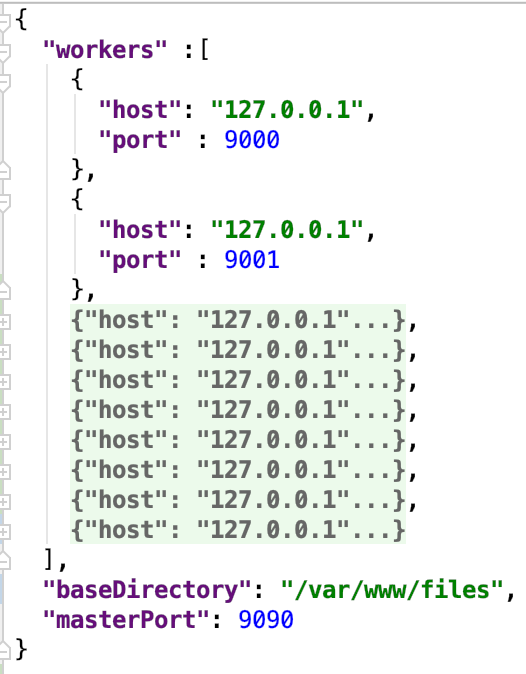 {
"workers" :[
{
"host": "127.0.0.1",
"port" : 9000
},
{
"host": "127.0.0.1",
"port" : 9001
},
{"host": "127.0.0.1"...},
{"host": "127.0.0.1"...},
{"host": "127.0.0.1"...},
{"host": "127.0.0.1"...},
{"host": "127.0.0.1"...},
{"host": "127.0.0.1"...},
{"host": "127.0.0.1"...},
{"host": "127.0.0.1"...}
],
"baseDirectory": "/var/www/files",
"masterPort": 9090
}